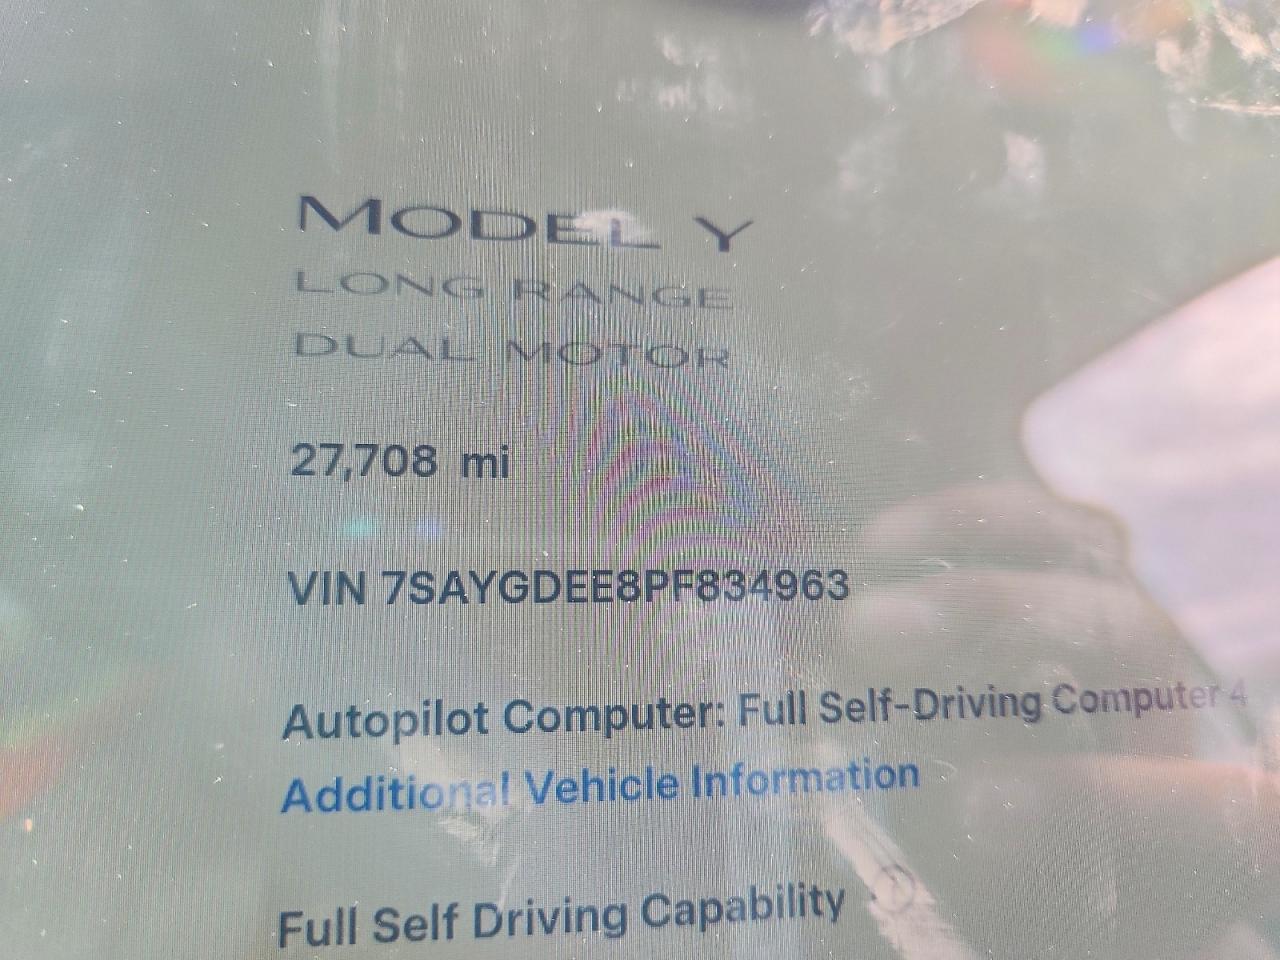 MODEL Y
LONG RANGE
DUAL MOTOR
27,708 mi
VIN 7SAYGDEE8PF834963
Autopilot Computer: Full Self-Driving Computer 4
Additional Vehicle Information
Full Self Driving Capability